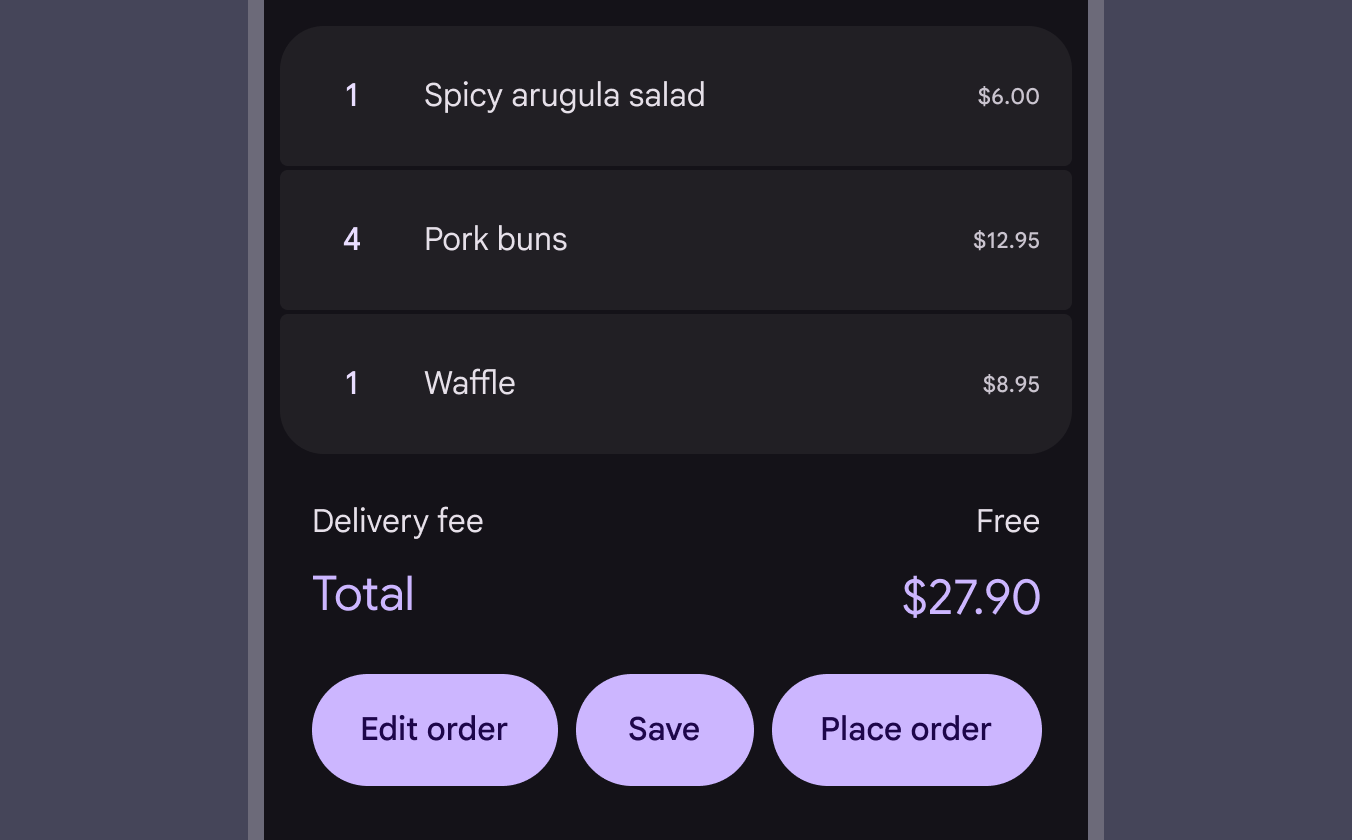 1 Spicy arugula salad $6.00
4 Pork buns $12.95
1 Waffle $8.95
Delivery fee Free
Total $27.90
Edit order Save Place order